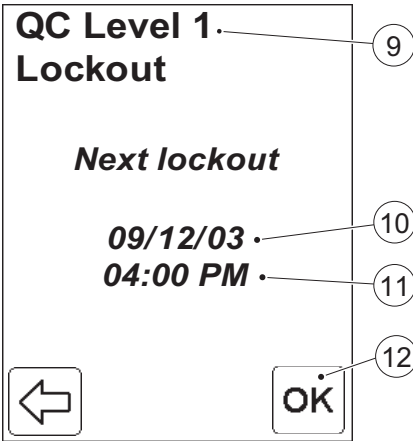 QC Level 1
Lockout
9
Next lockout
09/12/03
10
04:00 PM
11
12
OK